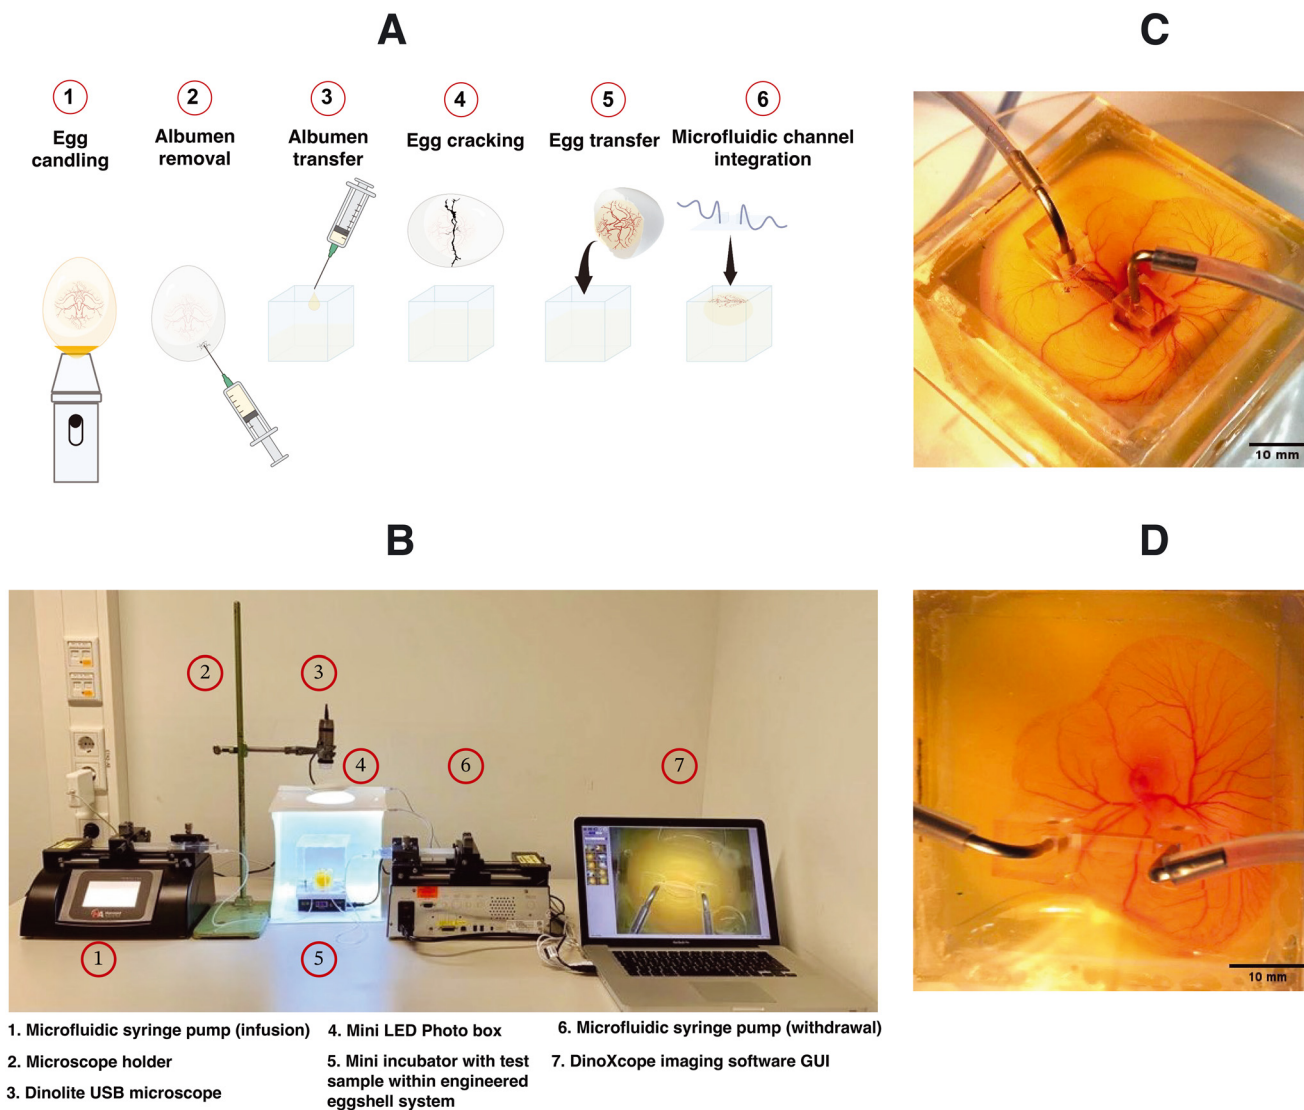 A
1
2
3
4
5
6
Egg
candling
Albumen
removal
Albumen
transfer
Egg cracking
Egg transfer
Microfluidic channel
integration
C
10 mm
B
2
3
4
6
7
1
5
1. Microfluidic syringe pump (infusion)
2. Microscope holder
3. Dinolite USB microscope
4. Mini LED Photo box
5. Mini incubator with test
sample within engineered
eggshell system
6. Microfluidic syringe pump (withdrawal)
7. DinoXcope imaging software GUI
D
10 mm